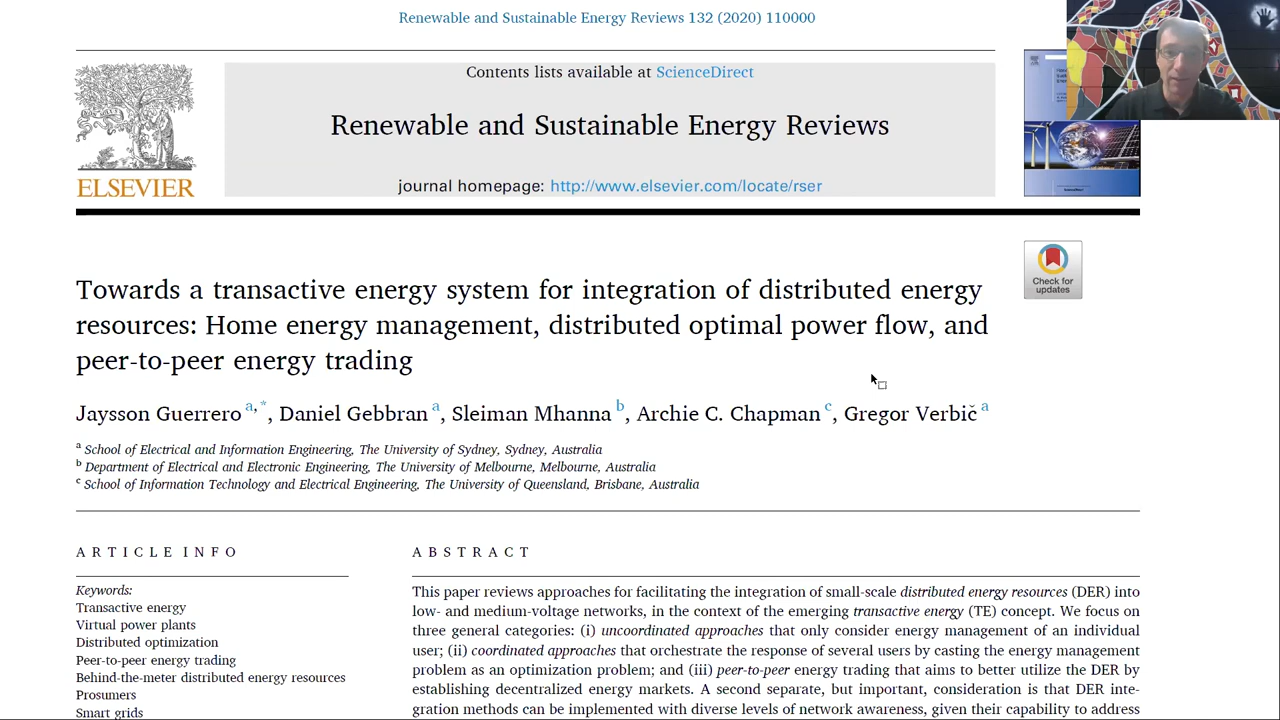 Renewable and Sustainable Energy Reviews 132 (2020) 110000
Contents lists available at ScienceDirect
Renewable and Sustainable Energy Reviews
journal homepage: http://www.elsevier.com/locate/rser
ELSEVIER
Check for
updates
Towards a transactive energy system for integration of distributed energy
resources: Home energy management, distributed optimal power flow, and
peer-to-peer energy trading
Jaysson Guerrero a,*, Daniel Gebbran a, Sleiman Mhanna b, Archie C. Chapman c, Gregor Verbič a
a School of Electrical and Information Engineering, The University of Sydney, Sydney, Australia
b Department of Electrical and Electronic Engineering, The University of Melbourne, Melbourne, Australia
c School of Information Technology and Electrical Engineering, The University of Queensland, Brisbane, Australia
ARTICLE INFO
Keywords:
Transactive energy
Virtual power plants
Distributed optimization
Peer-to-peer energy trading
Behind-the-meter distributed energy resources
Prosumers
Smart grids
ABSTRACT
This paper reviews approaches for facilitating the integration of small-scale distributed energy resources (DER) into
low- and medium-voltage networks, in the context of the emerging transactive energy (TE) concept. We focus on
three general categories: (i) uncoordinated approaches that only consider energy management of an individual
user; (ii) coordinated approaches that orchestrate the response of several users by casting the energy management
problem as an optimization problem; and (iii) peer-to-peer energy trading that aims to better utilize the DER by
establishing decentralized energy markets. A second separate, but important, consideration is that DER inte-
gration methods can be implemented with diverse levels of network awareness, given their capability to address